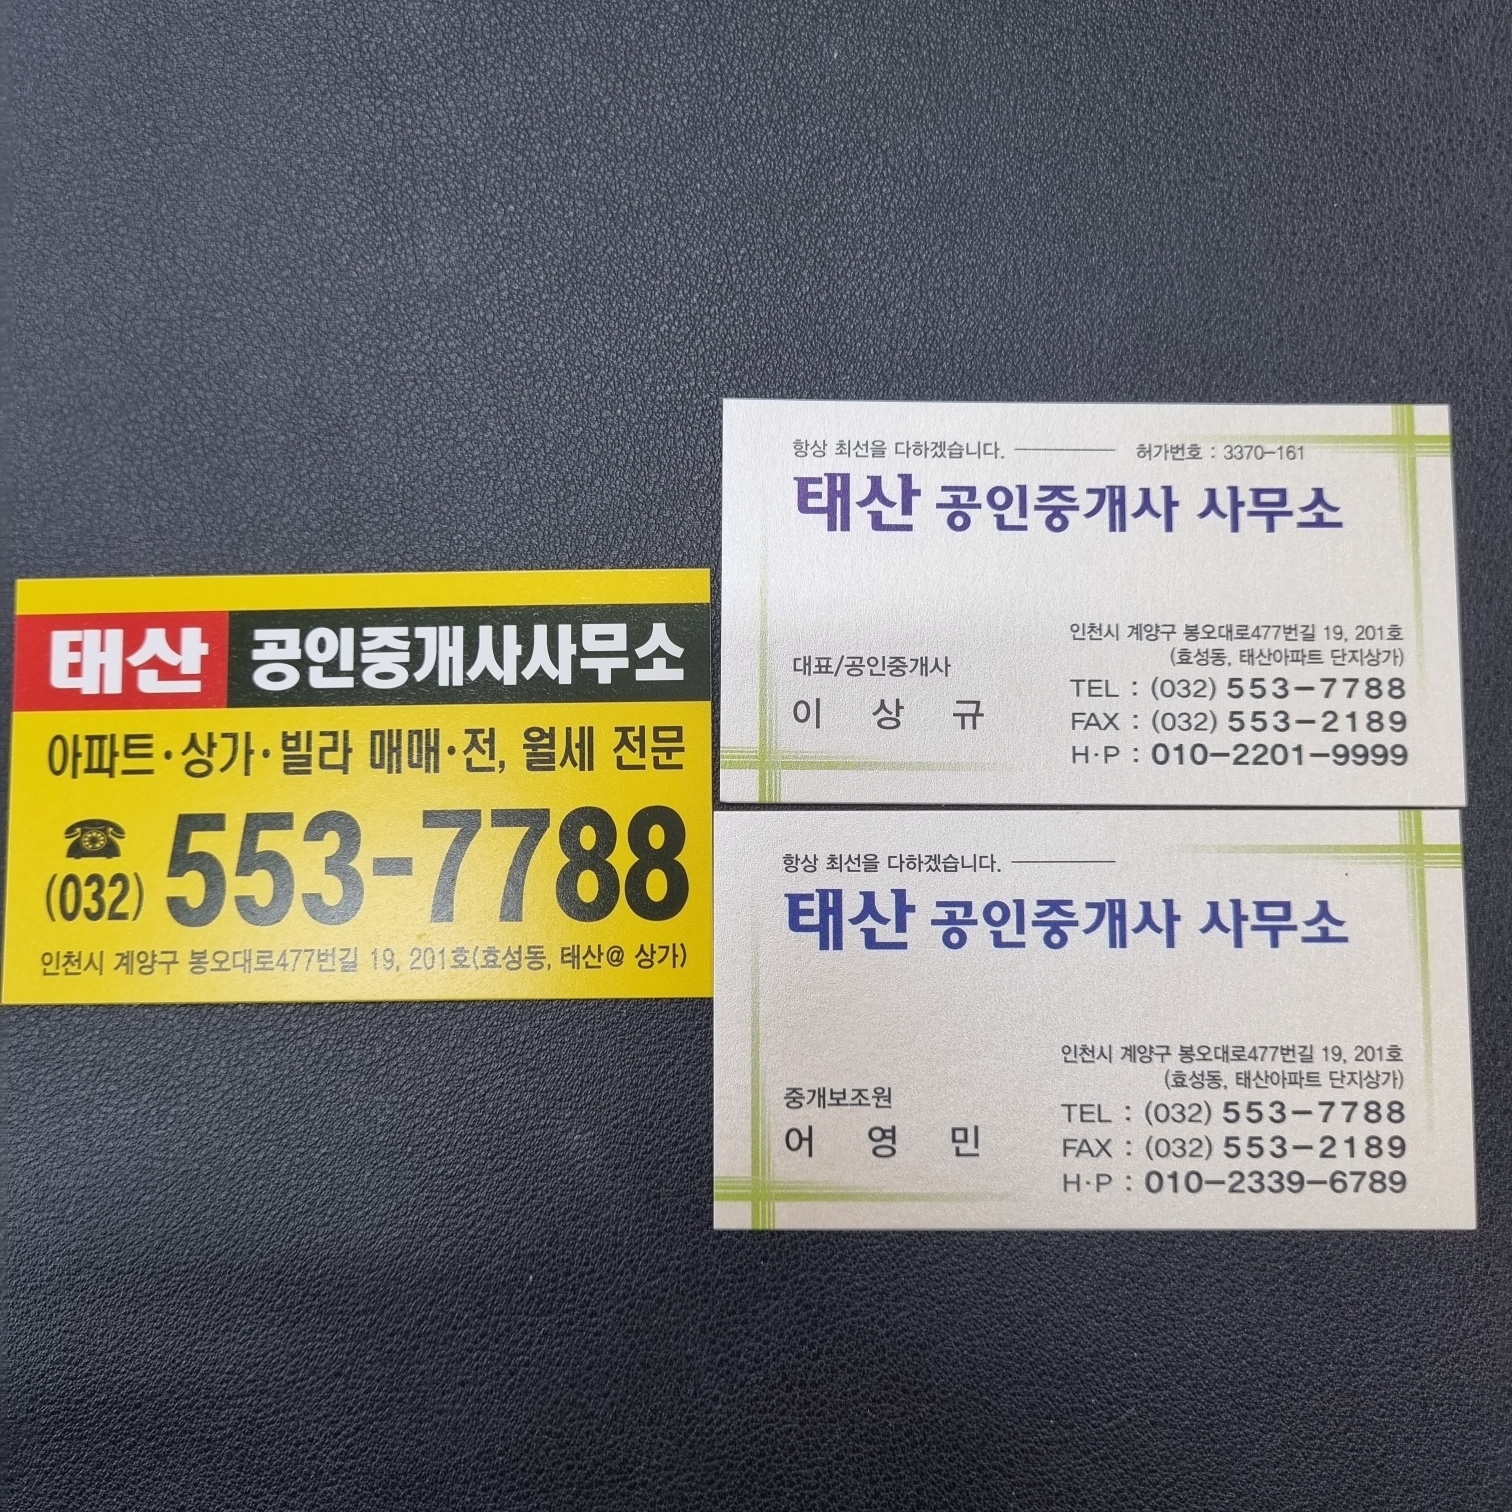 태산 공인중개사사무소
아파트·상가·빌라 매매·전, 월세 전문
(032) 553-7788
인천시 계양구 봉오대로477번길 19, 201호(효성동, 태산@ 상가)
항상 최선을 다하겠습니다. 허가번호 : 3370-161
태산 공인중개사 사무소
대표/공인중개사
이 상 규
인천시 계양구 봉오대로477번길 19, 201호
(효성동, 태산아파트 단지상가)
TEL : (032) 553-7788
FAX : (032) 553-2189
H·P : 010-2201-9999
항상 최선을 다하겠습니다.
태산 공인중개사 사무소
중개보조원
어 영 민
인천시 계양구 봉오대로477번길 19, 201호
(효성동, 태산아파트 단지상가)
TEL : (032) 553-7788
FAX : (032) 553-2189
H·P : 010-2339-6789